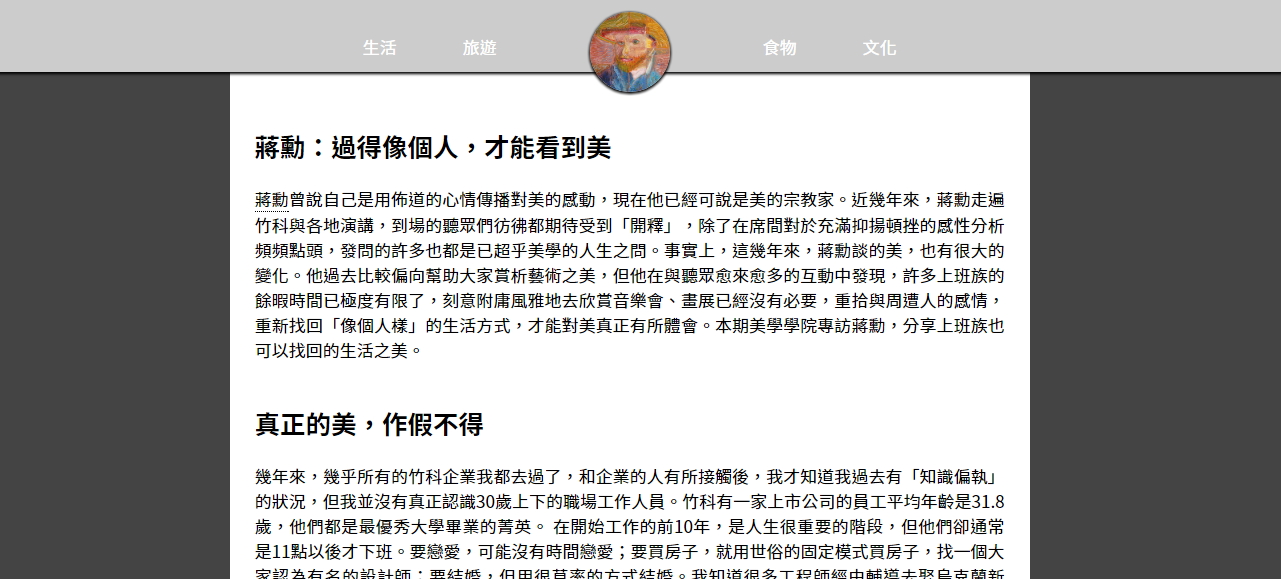 生活 旅遊 食物 文化
蔣勳：過得像個人，才能看到美
蔣勳曾說自己是用佈道的心情傳播對美的感動，現在他已經可說是美的宗教家。近幾年來，蔣勳走遍
竹科與各地演講，到場的聽眾們彷彿都期待受到「開釋」，除了在席間對於充滿抑揚頓挫的感性分析
頻頻點頭，發問的許多也都是已超乎美學的人生之問。事實上，這幾年來，蔣勳談的美，也有很大的
變化。他過去比較偏向幫助大家賞析藝術之美，但他在與聽眾愈來愈多的互動中發現，許多上班族的
餘暇時間已極度有限了，刻意附庸風雅地去欣賞音樂會、畫展已經沒有必要，重拾與周遭人的感情，
重新找回「像個人樣」的生活方式，才能對美真正有所體會。本期美學學院專訪蔣勳，分享上班族也
可以找回的生活之美。
真正的美，作假不得
幾年來，幾乎所有的竹科企業我都去過了，和企業的人有所接觸後，我才知道我過去有「知識偏執」
的狀況，但我並沒有真正認識30歲上下的職場工作人員。竹科有一家上市公司的員工平均年齡是31.8
歲，他們都是最優秀大學畢業的菁英。 在開始工作的前10年，是人生很重要的階段，但他們卻通常
是11點以後才下班。要戀愛，可能沒有時間戀愛；要買房子，就用世俗的固定模式買房子，找一個大
家認為有名的設計師；要結婚，但用很草率的方式結婚。我知道很多工程師經由輔導去娶烏克蘭新